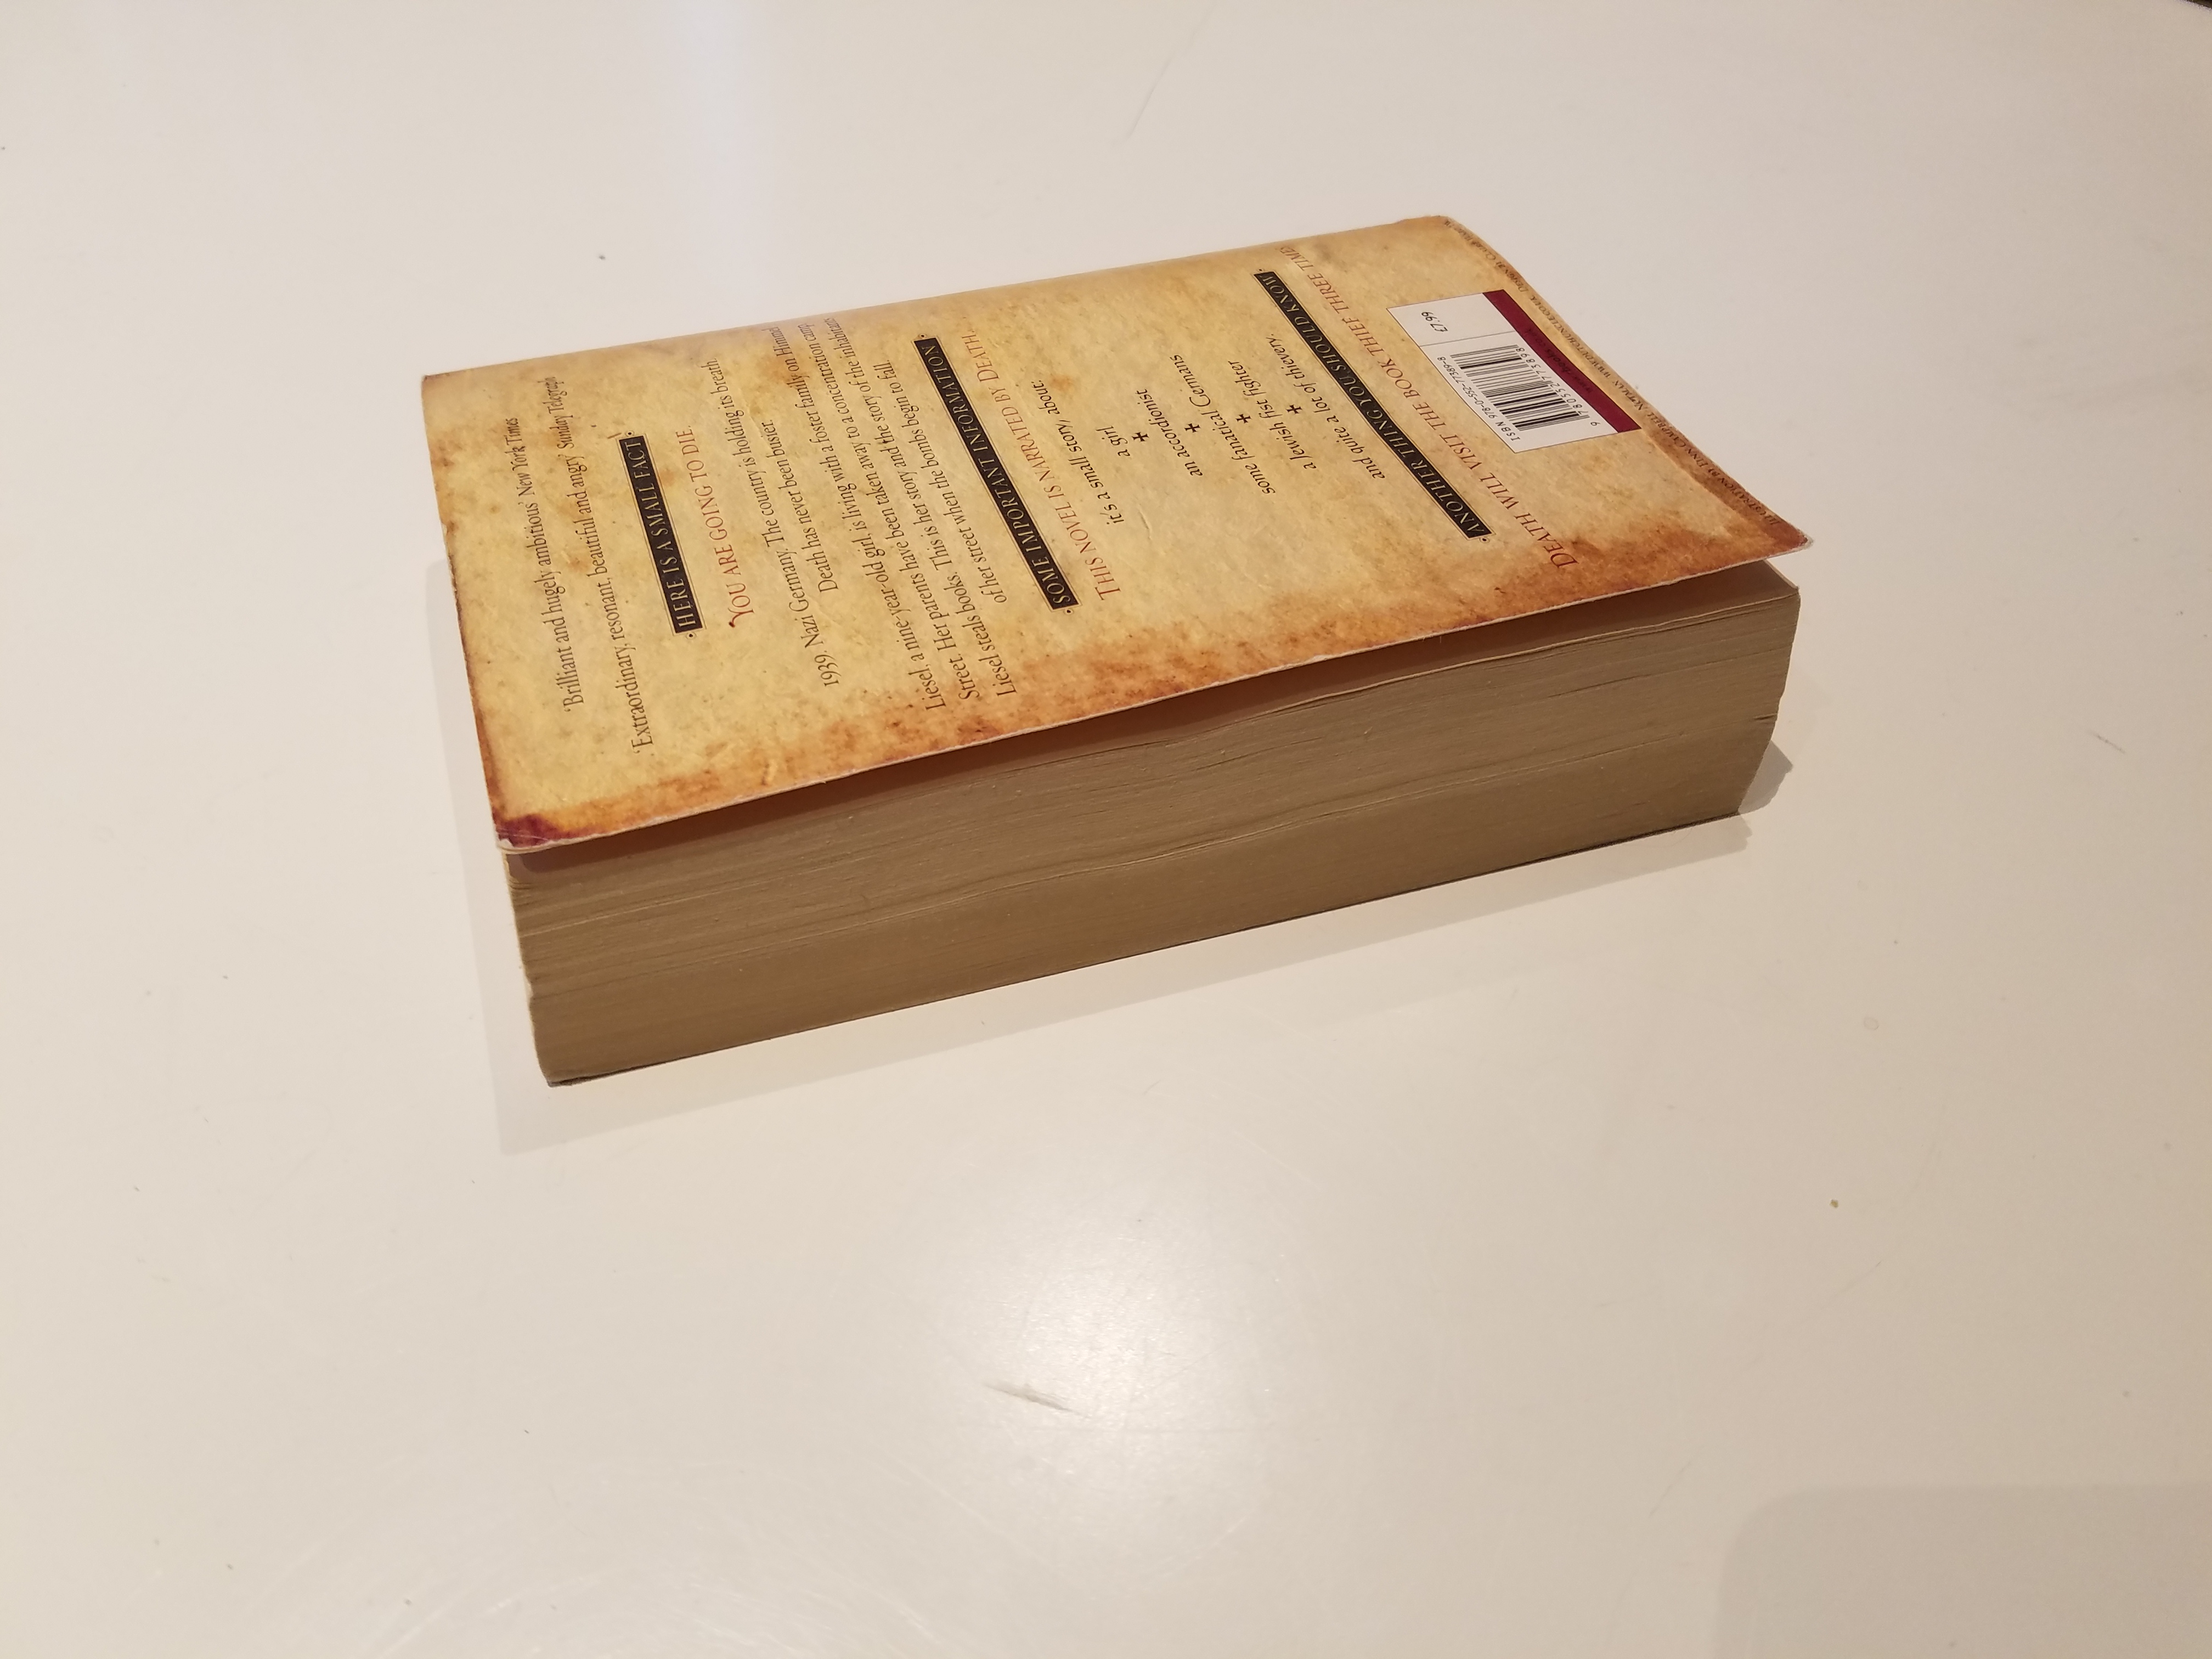 'Brilliant and hugely ambitious' New York Times
'Extraordinary, resonant, beautiful and angry' Sunday Telegraph
HERE IS A SMALL FACT
YOU ARE GOING TO DIE.
1939. Nazi Germany. The country is holding its breath.
Death has never been busier.
Liesel, a nine-year-old girl, is living with a foster family on Himmel
Street. Her parents have been taken away to a concentration camp.
Liesel steals books. This is her story and the story of the inhabitants
of her street when the bombs begin to fall.
SOME IMPORTANT INFORMATION
THIS NOVEL IS NARRATED BY DEATH.
it's a small story, about:
a girl
+
an accordionist
+
some fanatical Germans
+
a Jewish fist fighter
+
and quite a lot of thievery.
ANOTHER THING YOU SHOULD KNOW
DEATH WILL VISIT THE BOOK THIEF THREE TIME
£7.99
ISBN 978-0-552-77389-8
9 780552 773898